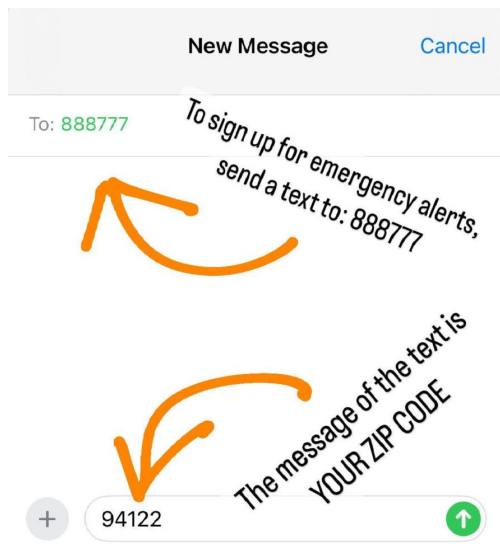 New Message
Cancel
To: 888777
To sign up for emergency alerts,
send a text to: 888777
The message of the text is
YOUR ZIP CODE
94122